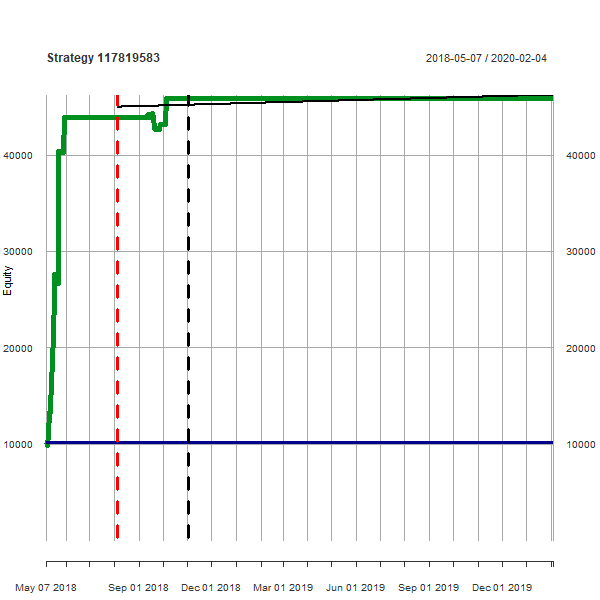 Strategy 117819583
2018-05-07 / 2020-02-04
40000
40000
30000
30000
Equity
20000
20000
10000
10000
May 07 2018
Sep 01 2018
Dec 01 2018
Mar 01 2019
Jun 01 2019
Sep 01 2019
Dec 01 2019